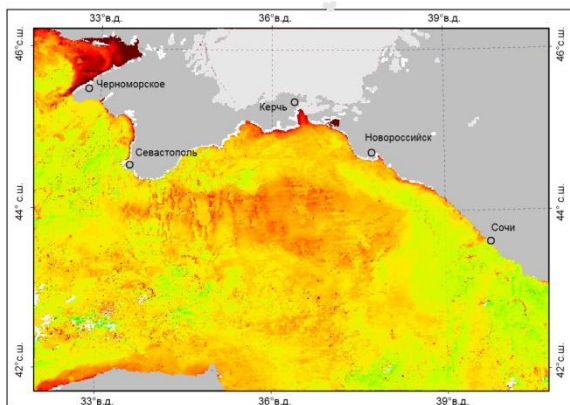 33°в.д.
36°в.д.
39°в.д.
46°с.ш.
46°с.ш.
Черноморское
Керчь
Новороссийск
Севастополь
44°с.ш.
44°с.ш.
Сочи
42°с.ш.
42°с.ш.
33°в.д.
36°в.д.
39°в.д.